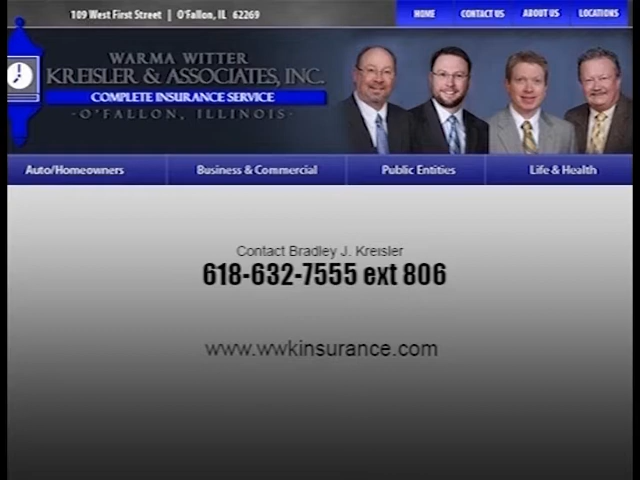 109 West First Street | O'Fallon, IL 62269
HOME CONTACT US ABOUT US LOCATIONS
WARMA WITTER
KREISLER & ASSOCIATES, INC.
COMPLETE INSURANCE SERVICE
-O'FALLON, ILLINOIS-
Auto/Homeowners Business & Commercial Public Entities Life & Health
Contact Bradley J. Kreisler
618-632-7555 ext 806
www.wwkinsurance.com